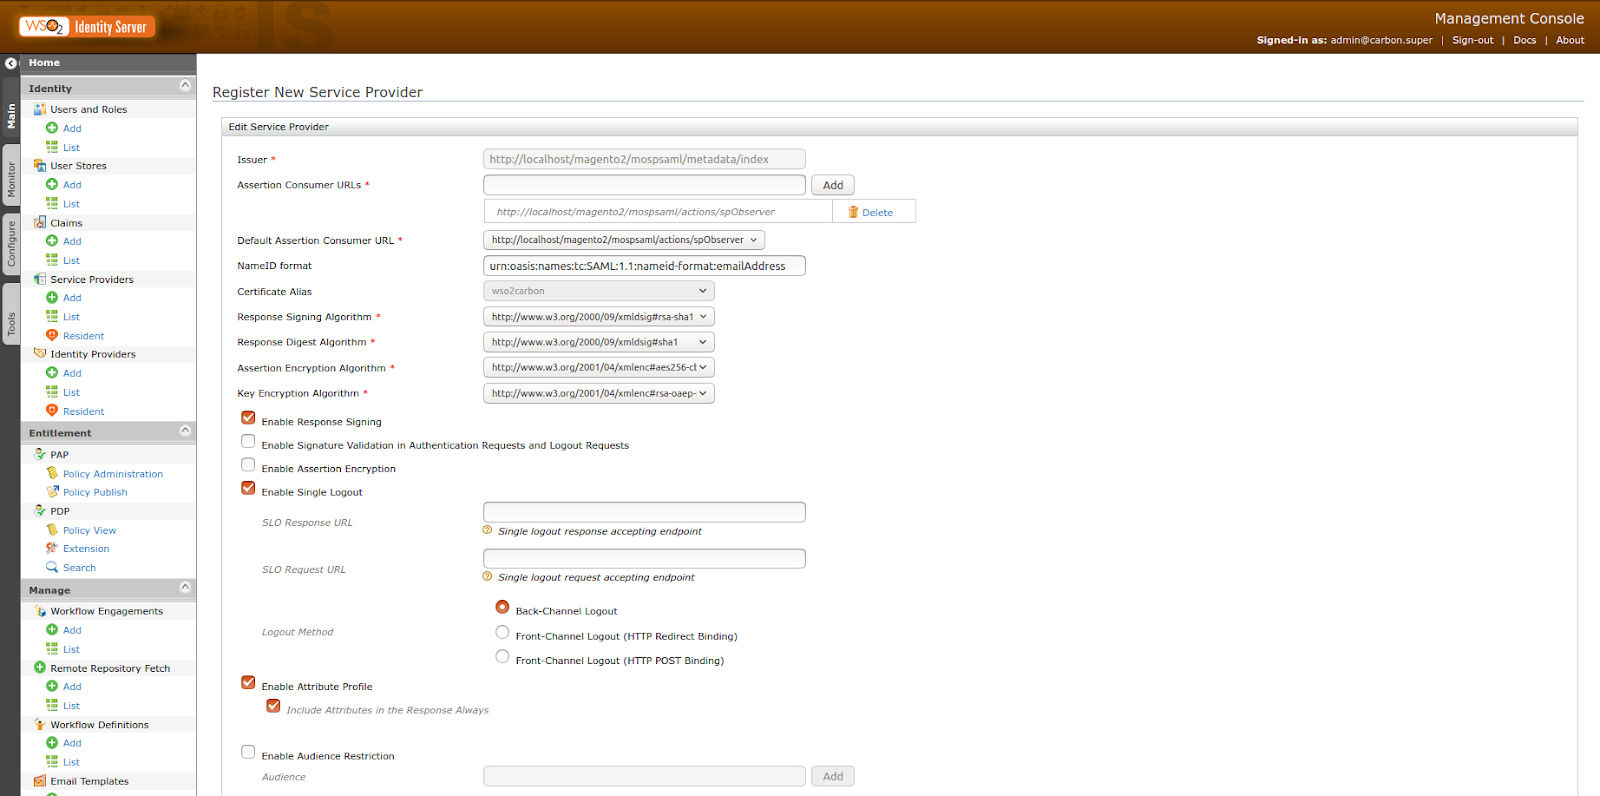 WSO2 Identity Server
Management Console
Signed-in as: admin@carbon.super | Sign-out | Docs | About
Main
Monitor
Configure
Tools
Home
Identity
Users and Roles
Add
List
User Stores
Add
List
Claims
Add
List
Service Providers
Add
List
Resident
Identity Providers
Add
List
Resident
Entitlement
PAP
Policy Administration
Policy Publish
PDP
Policy View
Extension
Search
Manage
Workflow Engagements
Add
List
Remote Repository Fetch
Add
List
Workflow Definitions
Add
List
Email Templates
Register New Service Provider
Edit Service Provider
Issuer * http://localhost/magento2/mospsaml/metadata/index
Assertion Consumer URLs * Add
http://localhost/magento2/mospsaml/actions/spObserver Delete
Default Assertion Consumer URL * http://localhost/magento2/mospsaml/actions/spObserver
NameID format urn:oasis:names:tc:SAML:1.1:nameid-format:emailAddress
Certificate Alias wso2carbon
Response Signing Algorithm * http://www.w3.org/2000/09/xmldsig#rsa-sha1
Response Digest Algorithm * http://www.w3.org/2000/09/xmldsig#sha1
Assertion Encryption Algorithm * http://www.w3.org/2001/04/xmlenc#aes256-cb
Key Encryption Algorithm * http://www.w3.org/2001/04/xmlenc#rsa-oaep-
Enable Response Signing
Enable Signature Validation in Authentication Requests and Logout Requests
Enable Assertion Encryption
Enable Single Logout
SLO Response URL
Single logout response accepting endpoint
SLO Request URL
Single logout request accepting endpoint
Logout Method
Back-Channel Logout
Front-Channel Logout (HTTP Redirect Binding)
Front-Channel Logout (HTTP POST Binding)
Enable Attribute Profile
Include Attributes in the Response Always
Enable Audience Restriction
Audience Add